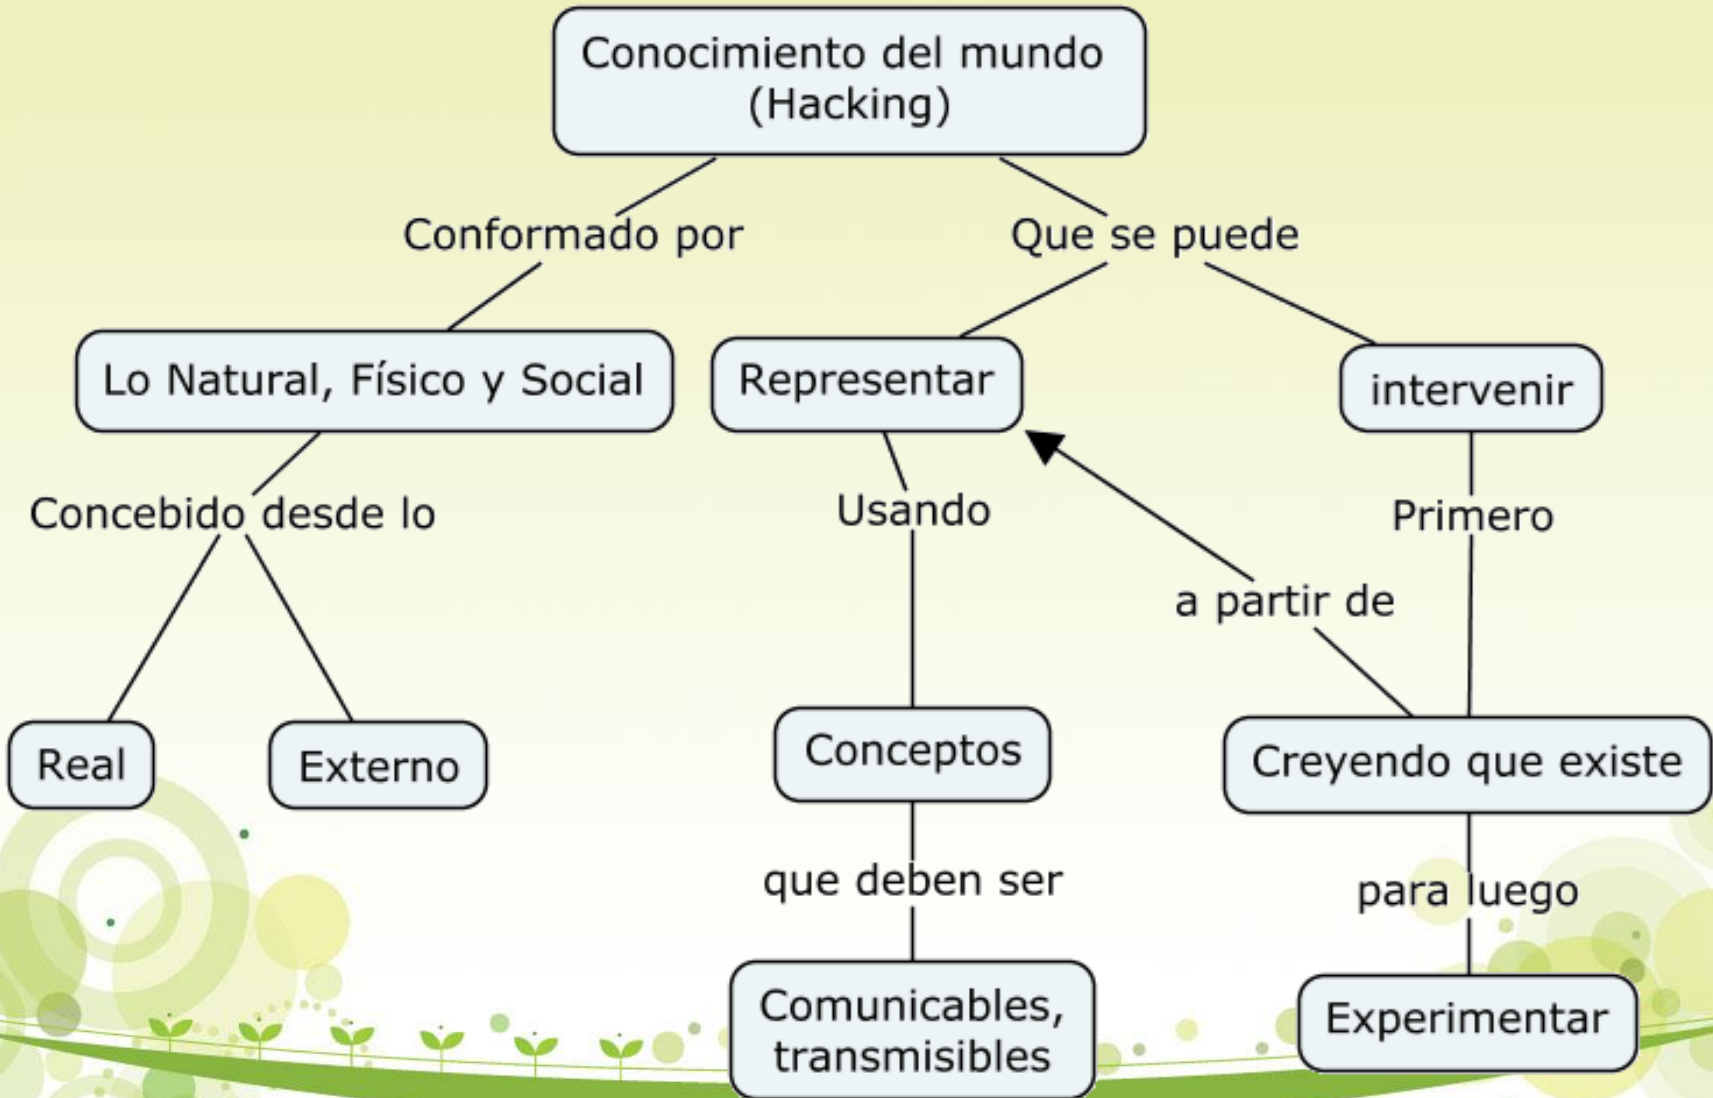 Conocimiento del mundo
(Hacking)
Conformado por
Que se puede
Lo Natural, Físico y Social
Representar
intervenir
Concebido desde lo
Usando
Primero
a partir de
Real
Externo
Conceptos
Creyendo que existe
que deben ser
para luego
Comunicables,
transmisibles
Experimentar